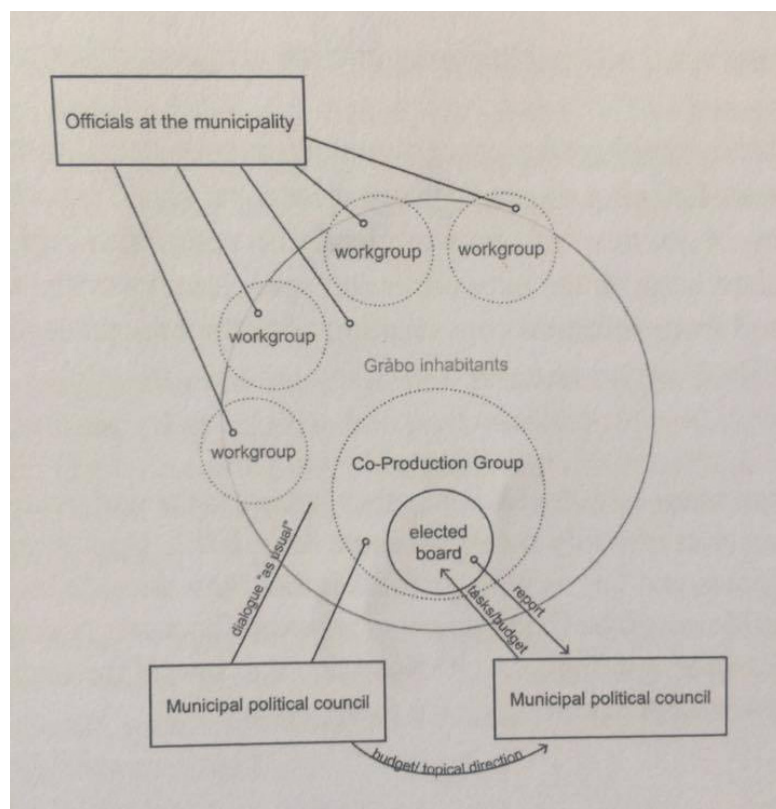 Officials at the municipality
workgroup
workgroup
workgroup
Gråbo inhabitants
workgroup
Co-Production Group
elected
board
dialogue "as usual"
tasks/budget
report
Municipal political council
Municipal political council
budget/ topical direction